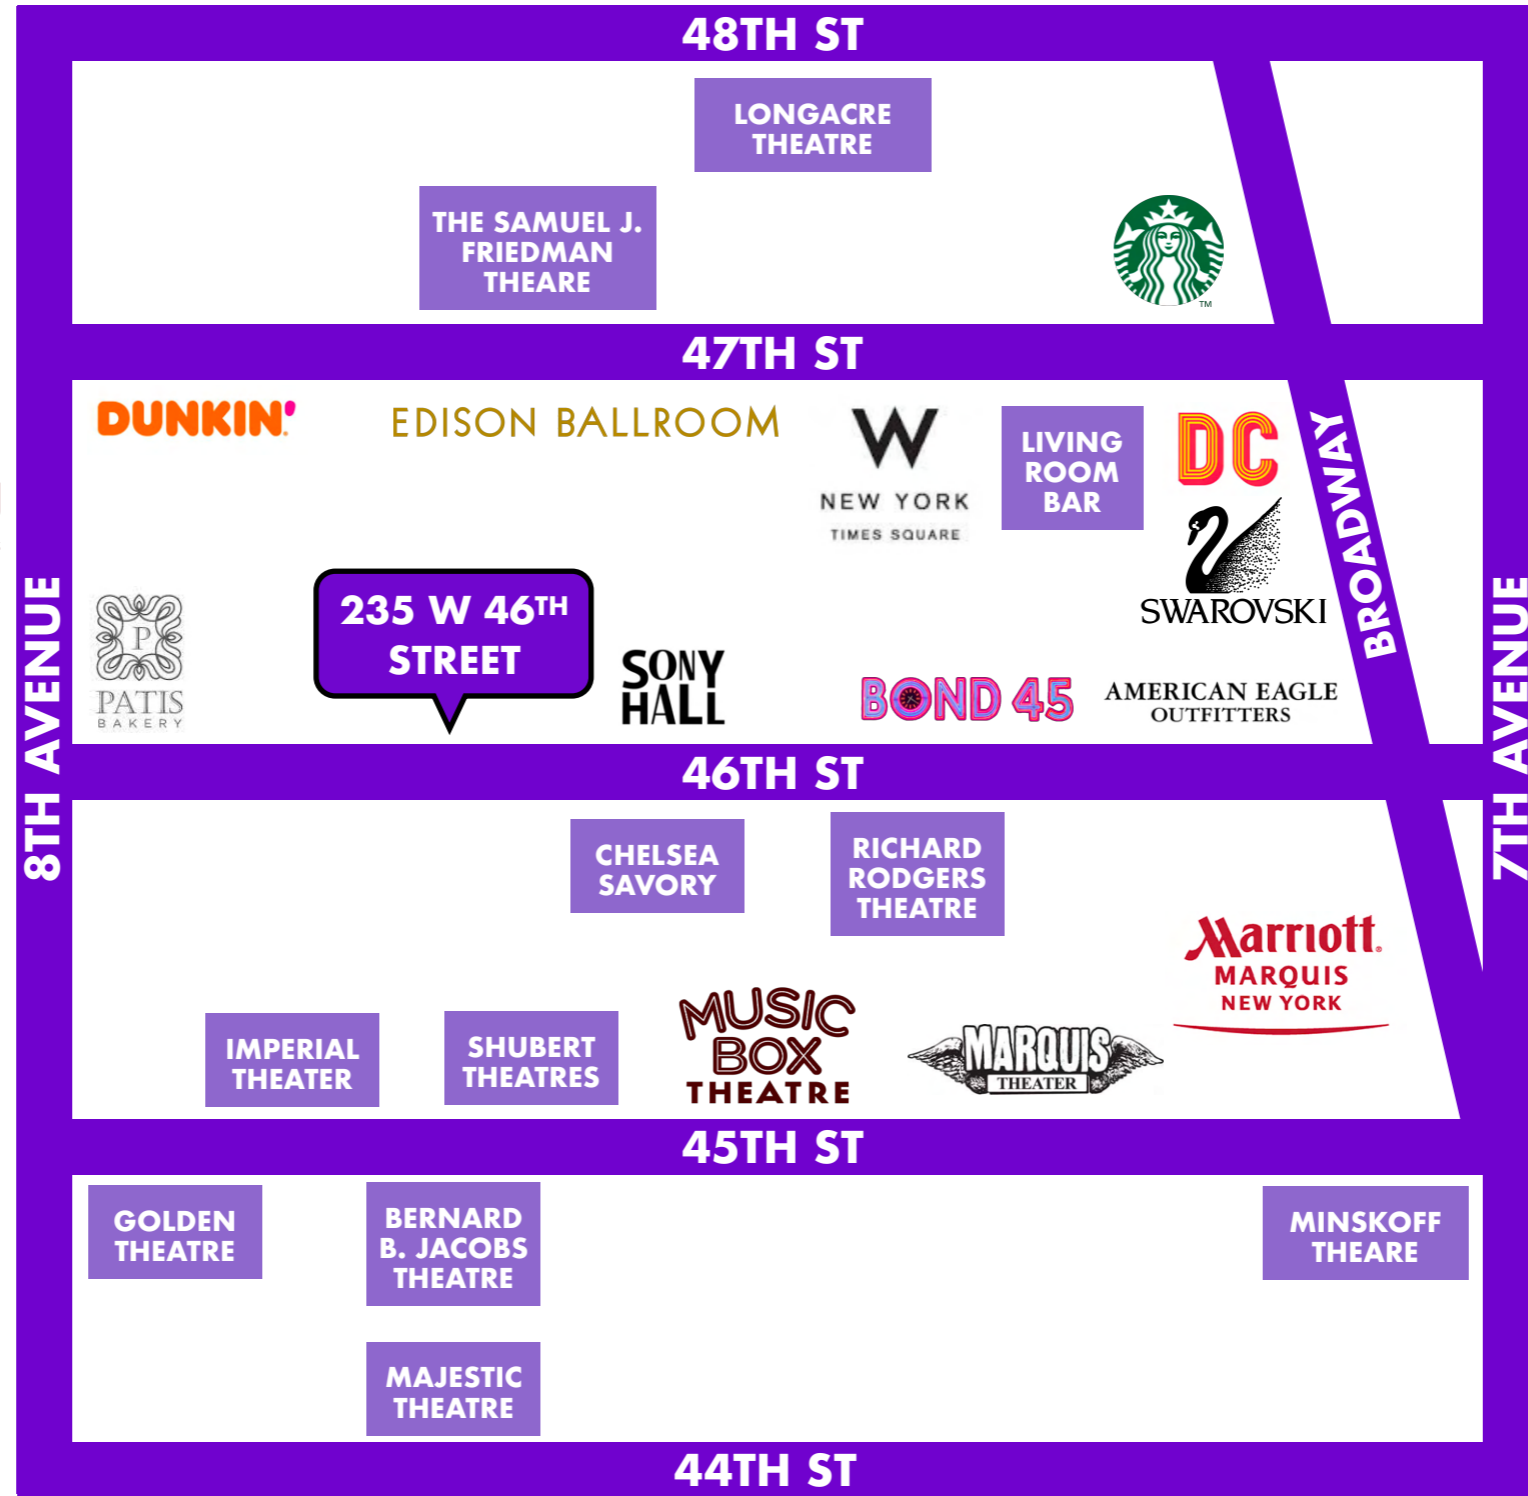 48TH ST
LONGACRE
THEATRE
THE SAMUEL J.
FRIEDMAN
THEARE
TM
47TH ST
DUNKIN'
EDISON BALLROOM
W
NEW YORK
TIMES SQUARE
LIVING
ROOM
BAR
DC
SWAROVSKI
BROADWAY
8TH AVENUE
7TH AVENUE
P
PATIS
BAKERY
235 W 46TH
STREET
SONY
HALL
BOND 45
AMERICAN EAGLE
OUTFITTERS
46TH ST
CHELSEA
SAVORY
RICHARD
RODGERS
THEATRE
Marriott®
MARQUIS
NEW YORK
IMPERIAL
THEATER
SHUBERT
THEATRES
MUSIC
BOX
THEATRE
MARQUIS
THEATER
45TH ST
GOLDEN
THEATRE
BERNARD
B. JACOBS
THEATRE
MINSKOFF
THEARE
MAJESTIC
THEATRE
44TH ST